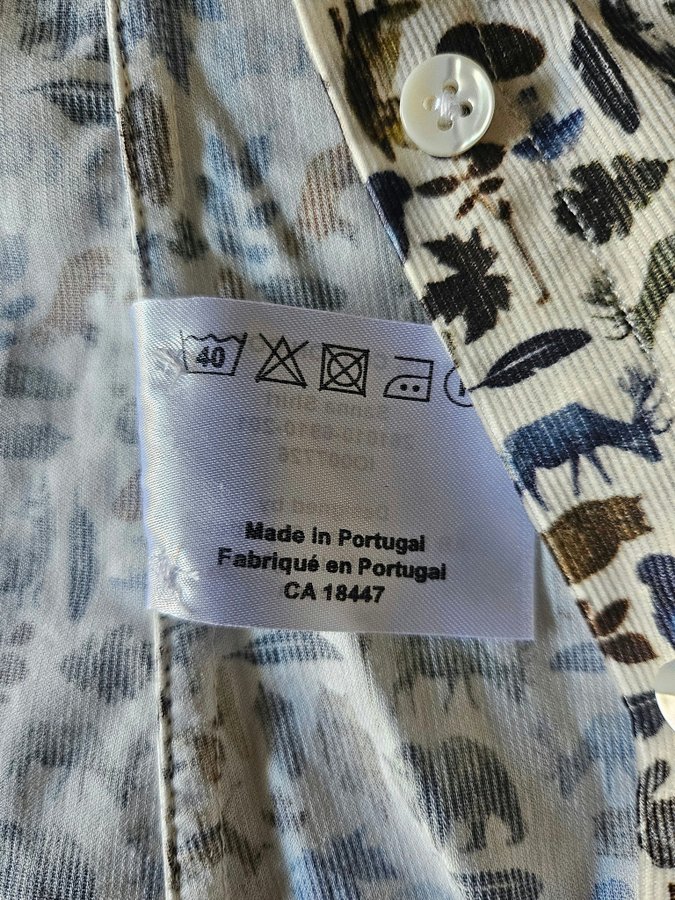 40
Made in Portugal
Fabriqué en Portugal
CA 18447